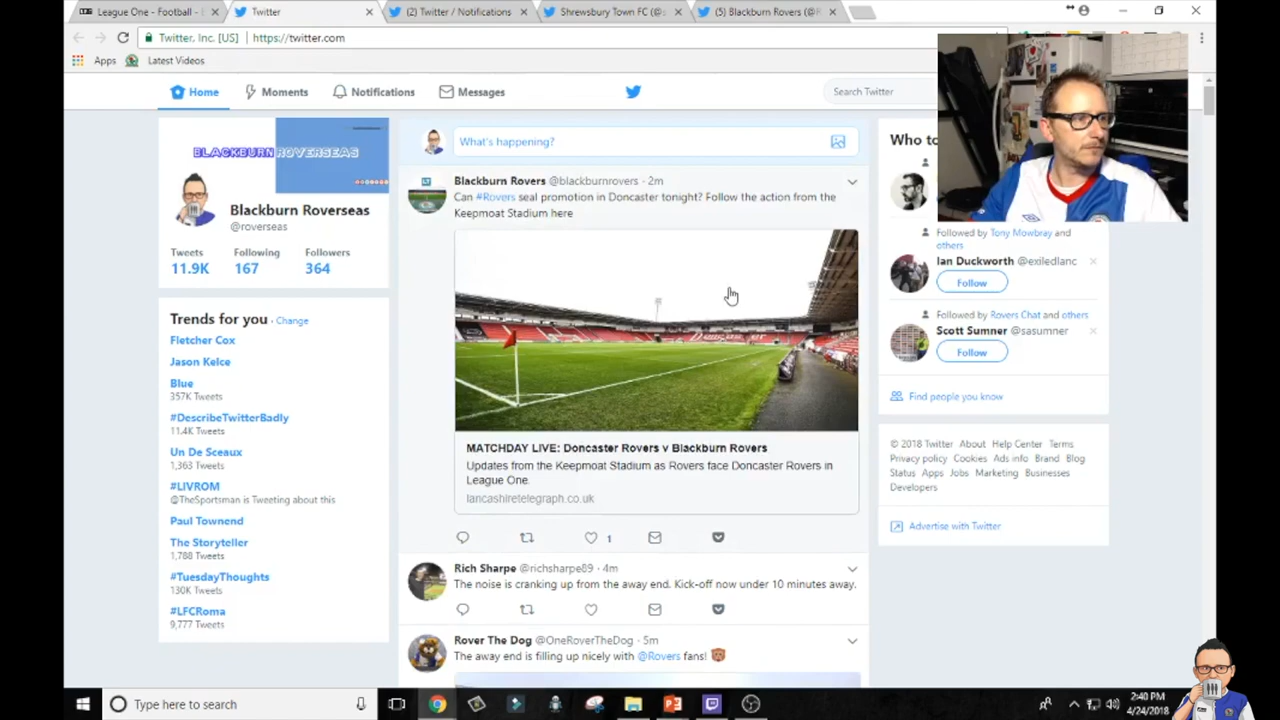 League One - Football -
Twitter
(2) Twitter / Notifications
Shrewsbury Town FC (@s
(5) Blackburn Rovers (@R
Twitter, Inc. [US]
https://twitter.com
Apps
Latest Videos
Home
Moments
Notifications
Messages
Search Twitter
BLACKBURN ROVERSEAS
Blackburn Roverseas
@roverseas
Tweets Following Followers
11.9K 167 364
Trends for you · Change
Fletcher Cox
Jason Kelce
Blue
357K Tweets
#DescribeTwitterBadly
11.4K Tweets
Un De Sceaux
1,363 Tweets
#LIVROM
@TheSportsman is Tweeting about this
Paul Townend
The Storyteller
1,788 Tweets
#TuesdayThoughts
130K Tweets
#LFCRoma
9,777 Tweets
What's happening?
Blackburn Rovers @blackburnrovers · 2m
Can #Rovers seal promotion in Doncaster tonight? Follow the action from the
Keepmoat Stadium here
MATCHDAY LIVE: Doncaster Rovers v Blackburn Rovers
Updates from the Keepmoat Stadium as Rovers face Doncaster Rovers in
League One.
lancashiretelegraph.co.uk
1
Rich Sharpe @richsharpe89 · 4m
The noise is cranking up from the away end. Kick-off now under 10 minutes away.
Rover The Dog @OneRoverTheDog · 5m
The away end is filling up nicely with @Rovers fans!
Who to
Followed by Tony Mowbray and
others
Ian Duckworth @exiledlanc
Follow
Followed by Rovers Chat and others
Scott Sumner @sasumner
Follow
Find people you know
© 2018 Twitter About Help Center Terms
Privacy policy Cookies Ads info Brand Blog
Status Apps Jobs Marketing Businesses
Developers
Advertise with Twitter
Type here to search
2:40 PM
4/24/2018